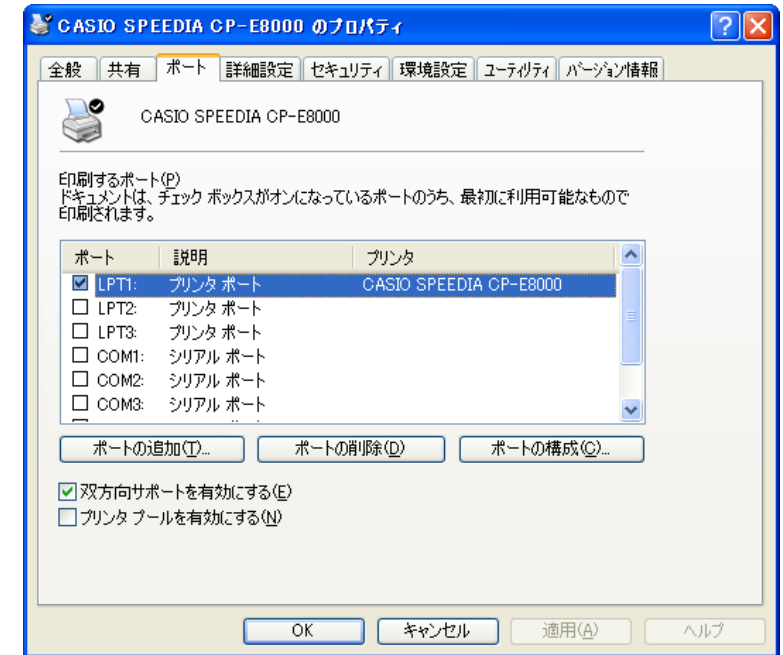 CASIO SPEEDIA CP-E8000 のプロパティ
全般 共有 ポート 詳細設定 セキュリティ 環境設定 ユーティリティ バージョン情報
CASIO SPEEDIA CP-E8000
印刷するポート(P)
ドキュメントは、チェック ボックスがオンになっているポートのうち、最初に利用可能なもので
印刷されます。
ポート 説明 プリンタ
LPT1: プリンタ ポート CASIO SPEEDIA CP-E8000
LPT2: プリンタ ポート
LPT3: プリンタ ポート
COM1: シリアル ポート
COM2: シリアル ポート
COM3: シリアル ポート
ポートの追加(T)... ポートの削除(D) ポートの構成(C)...
双方向サポートを有効にする(E)
プリンタ プールを有効にする(N)
OK キャンセル 適用(A) ヘルプ